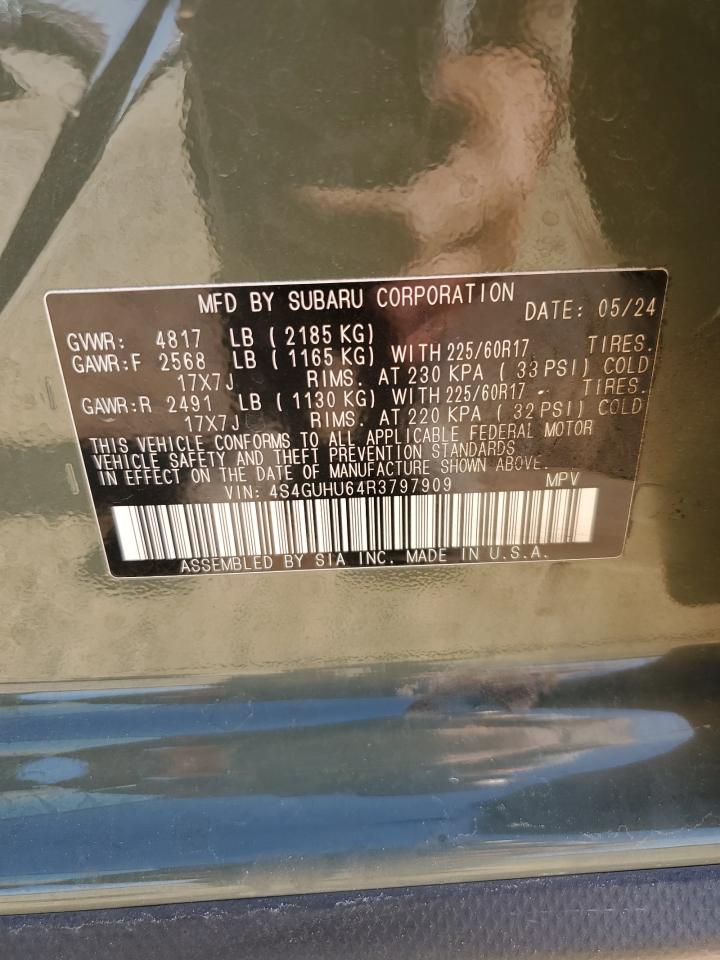 MFD BY SUBARU CORPORATION DATE: 05/24
GVWR: 4817 LB ( 2185 KG)
GAWR:F 2568 LB ( 1165 KG) WITH 225/60R17 TIRES.
17X7J RIMS. AT 230 KPA ( 33 PSI) COLD
GAWR:R 2491 LB ( 1130 KG) WITH 225/60R17 TIRES.
17X7J RIMS. AT 220 KPA ( 32 PSI) COLD
THIS VEHICLE CONFORMS TO ALL APPLICABLE FEDERAL MOTOR
VEHICLE SAFETY AND THEFT PREVENTION STANDARDS
IN EFFECT ON THE DATE OF MANUFACTURE SHOWN ABOVE.
VIN: 4S4GUHU64R3797909 MPV
ASSEMBLED BY SIA INC. MADE IN U.S.A.